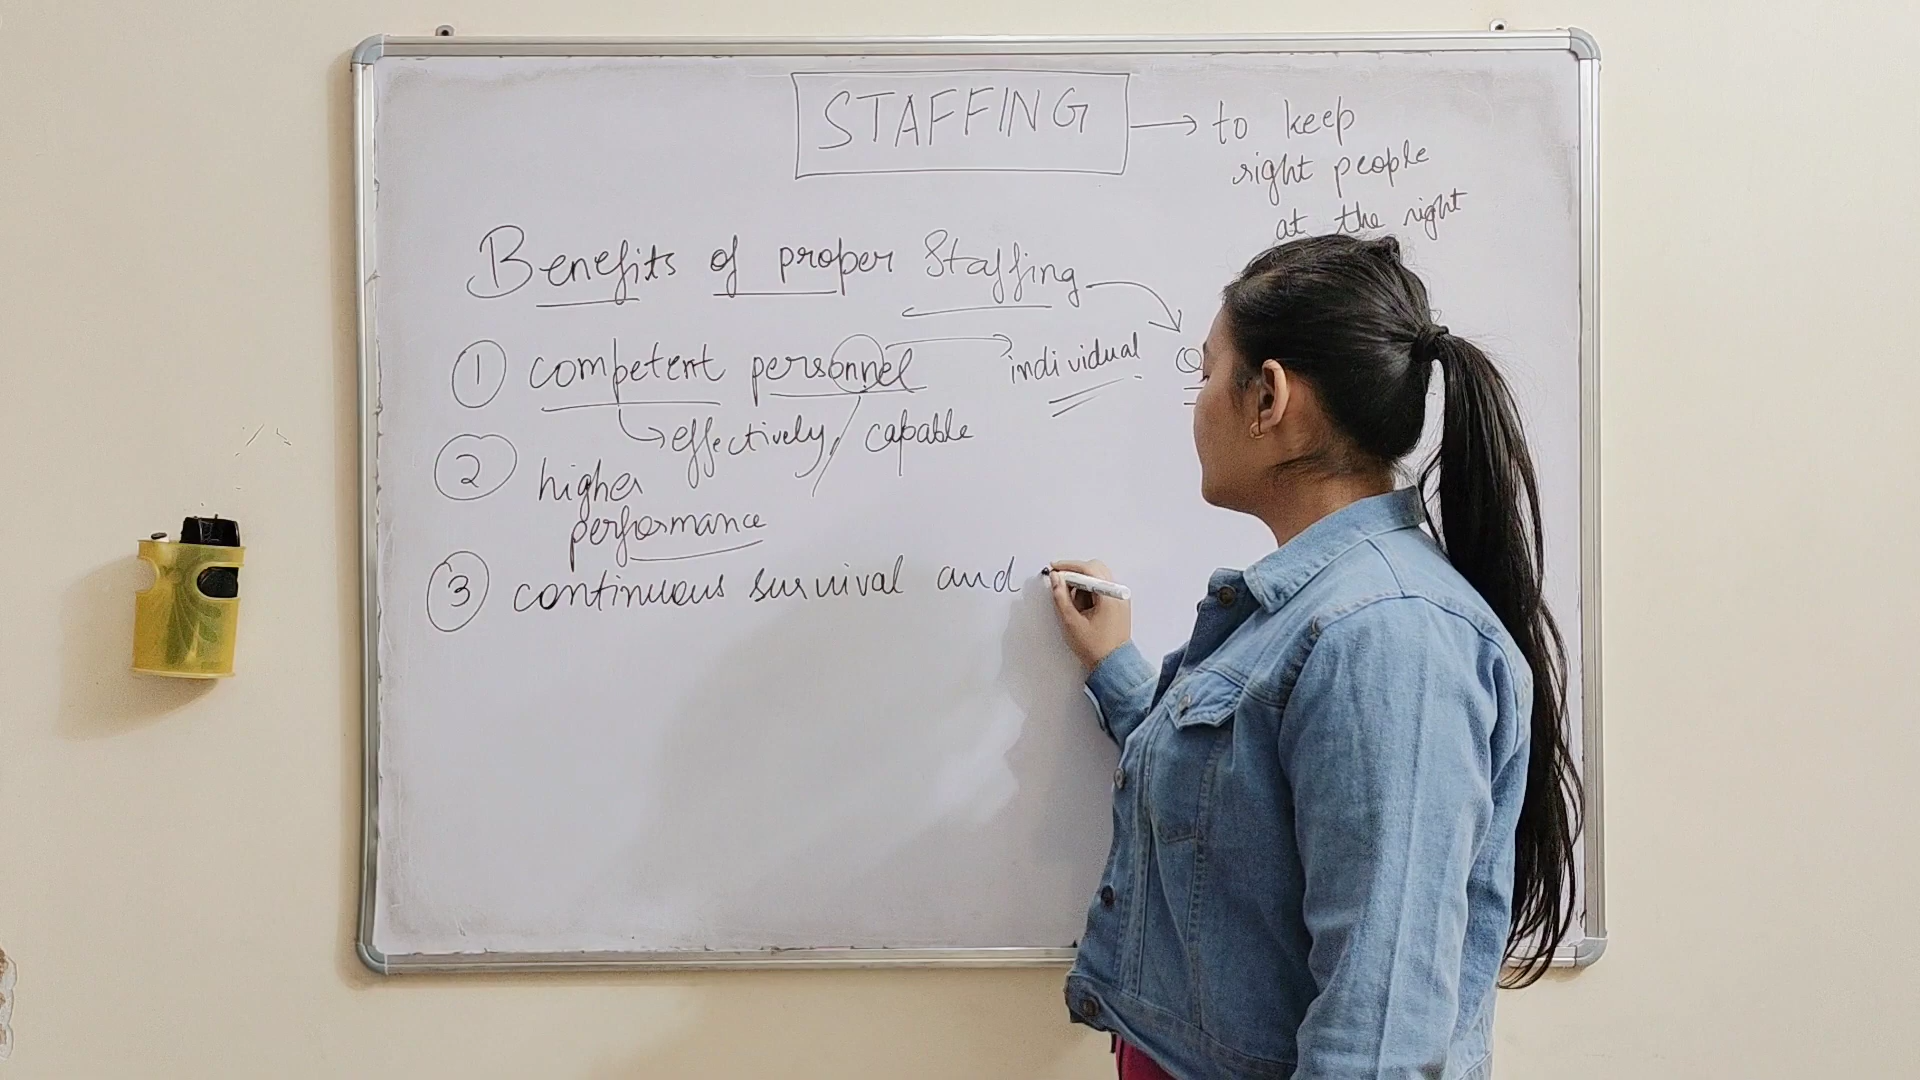 STAFFING → to keep
right people
at the right
Benefits of proper Staffing
① competent personnel → individual
→ effectively / capable
② higher
performance
③ continuous survival and